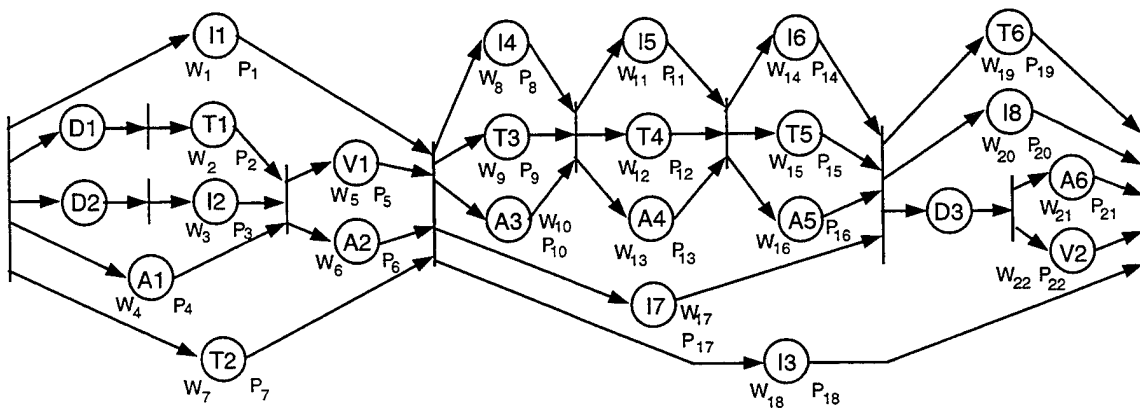 I1
W1 P1
D1
T1
W2 P2
D2
I2
W3 P3
A1
W4 P4
V1
W5 P5
A2
W6 P6
T2
W7 P7
I4
W8 P8
T3
W9 P9
A3
W10
P10
I5
W11 P11
T4
W12 P12
A4
W13 P13
I6
W14 P14
T5
W15 P15
A5
W16 P16
I7
W17
P17
I3
W18 P18
T6
W19 P19
I8
W20 P20
D3
A6
W21 P21
V2
W22 P22